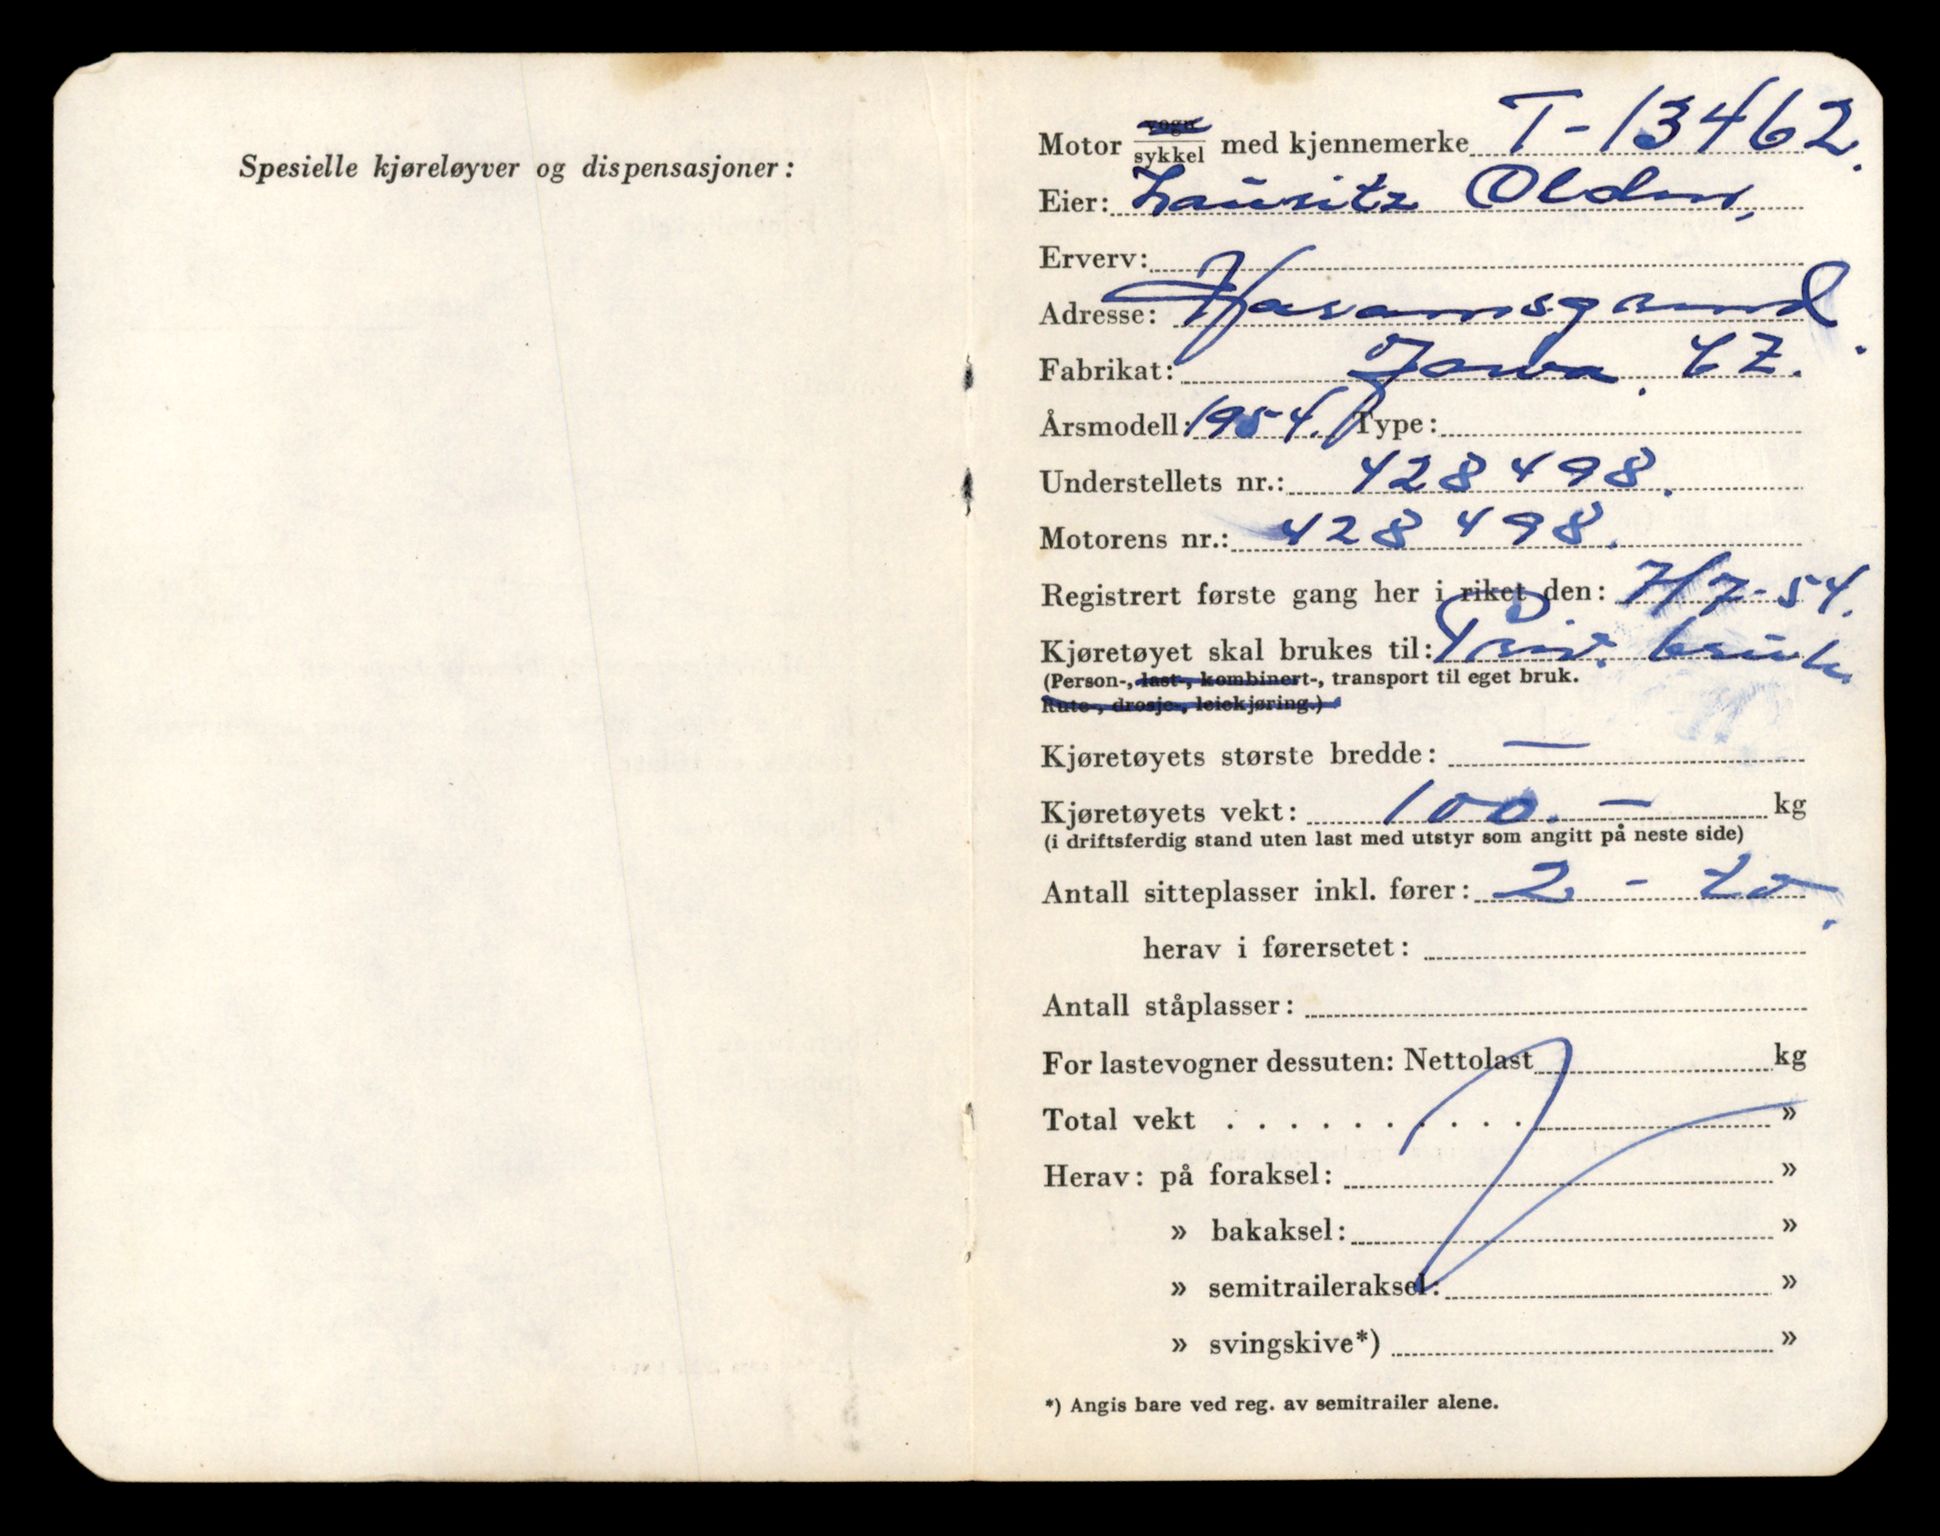 Spesielle kjøreløyver og dispensasjoner:
Motor vogn/sykkel med kjennemerke T-13462.
Eier: Lauritz Olden,
Erverv:
Adresse: Haramsgrand.
Fabrikat: Jawa. CZ.
Årsmodell: 1954. Type:
Understellets nr.: 428498.
Motorens nr.: 428498.
Registrert første gang her i riket den: 7/7-54.
Kjøretøyet skal brukes til: Priv. bruk.
(Person-, last-, kombinert-, transport til eget bruk.
Rute-, drosje-, leiekjøring.)
Kjøretøyets største bredde: —
Kjøretøyets vekt: 100.— kg
(i driftsferdig stand uten last med utstyr som angitt på neste side)
Antall sitteplasser inkl. fører: 2 - to.
herav i førersetet:
Antall ståplasser:
For lastevogner dessuten: Nettolast kg
Total vekt . . . . . . . . . . »
Herav: på foraksel: »
» bakaksel: »
» semitraileraksel: »
» svingskive*) »
*) Angis bare ved reg. av semitrailer alene.